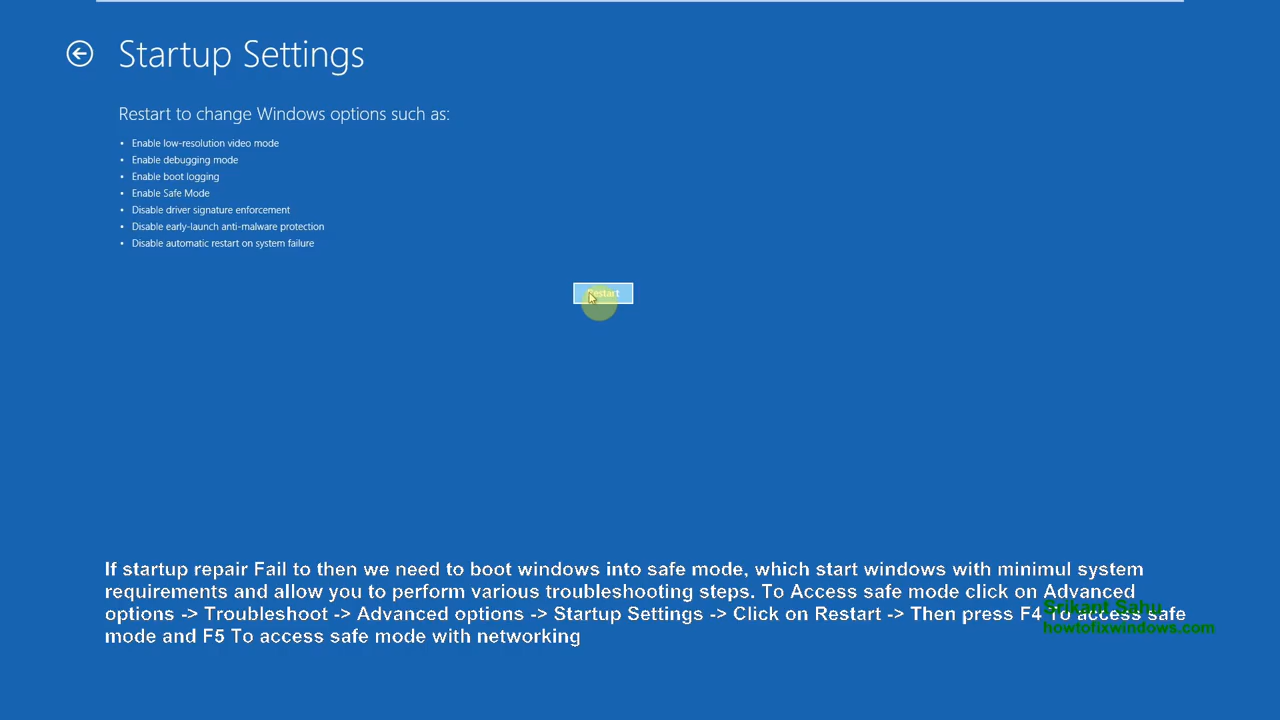 Startup Settings
Restart to change Windows options such as:
• Enable low-resolution video mode
• Enable debugging mode
• Enable boot logging
• Enable Safe Mode
• Disable driver signature enforcement
• Disable early-launch anti-malware protection
• Disable automatic restart on system failure
Restart
If startup repair Fail to then we need to boot windows into safe mode, which start windows with minimul system
requirements and allow you to perform various troubleshooting steps. To Access safe mode click on Advanced
options -> Troubleshoot -> Advanced options -> Startup Settings -> Click on Restart -> Then press F4 To access safe
mode and F5 To access safe mode with networking
Srikant Sahu
howtofixwindows.com